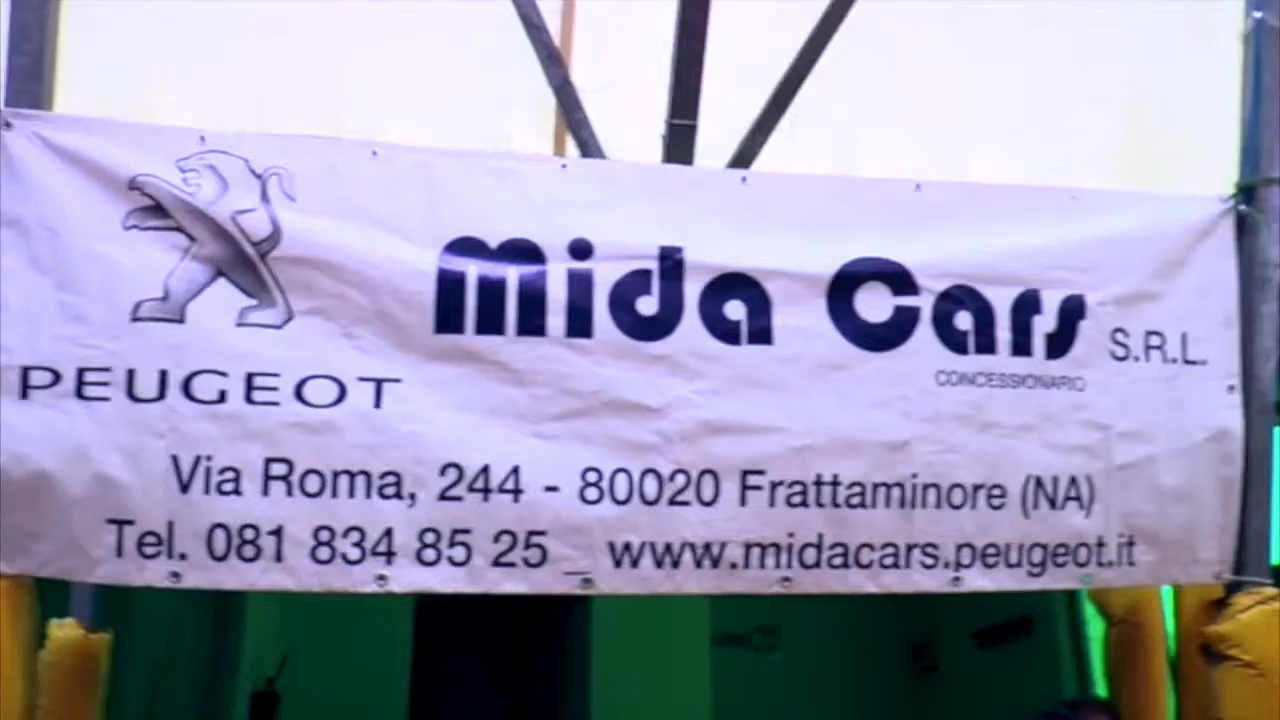 PEUGEOT
mida Cars S.R.L.
CONCESSIONARIO
Via Roma, 244 - 80020 Frattaminore (NA)
Tel. 081 834 85 25 _ www.midacars.peugeot.it